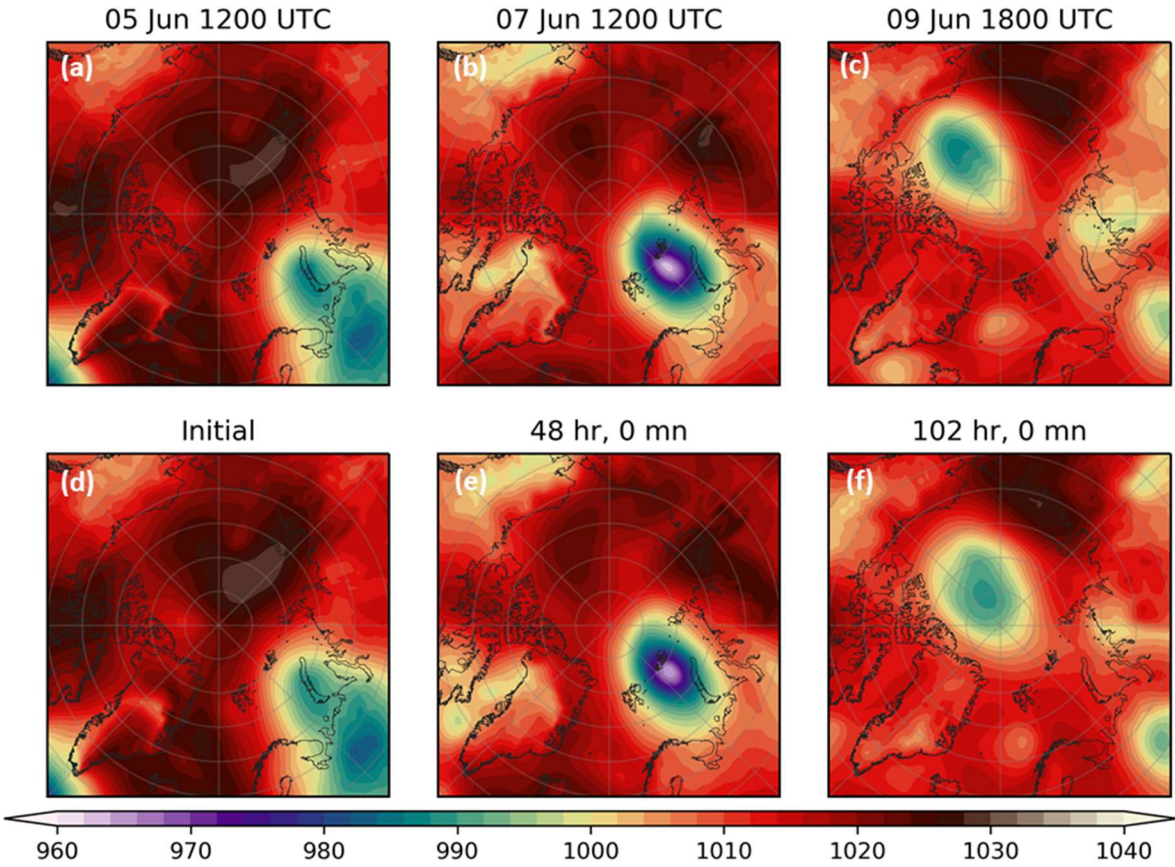 05 Jun 1200 UTC
07 Jun 1200 UTC
09 Jun 1800 UTC
(a)
(b)
(c)
Initial
48 hr, 0 mn
102 hr, 0 mn
(d)
(e)
(f)
960 970 980 990 1000 1010 1020 1030 1040